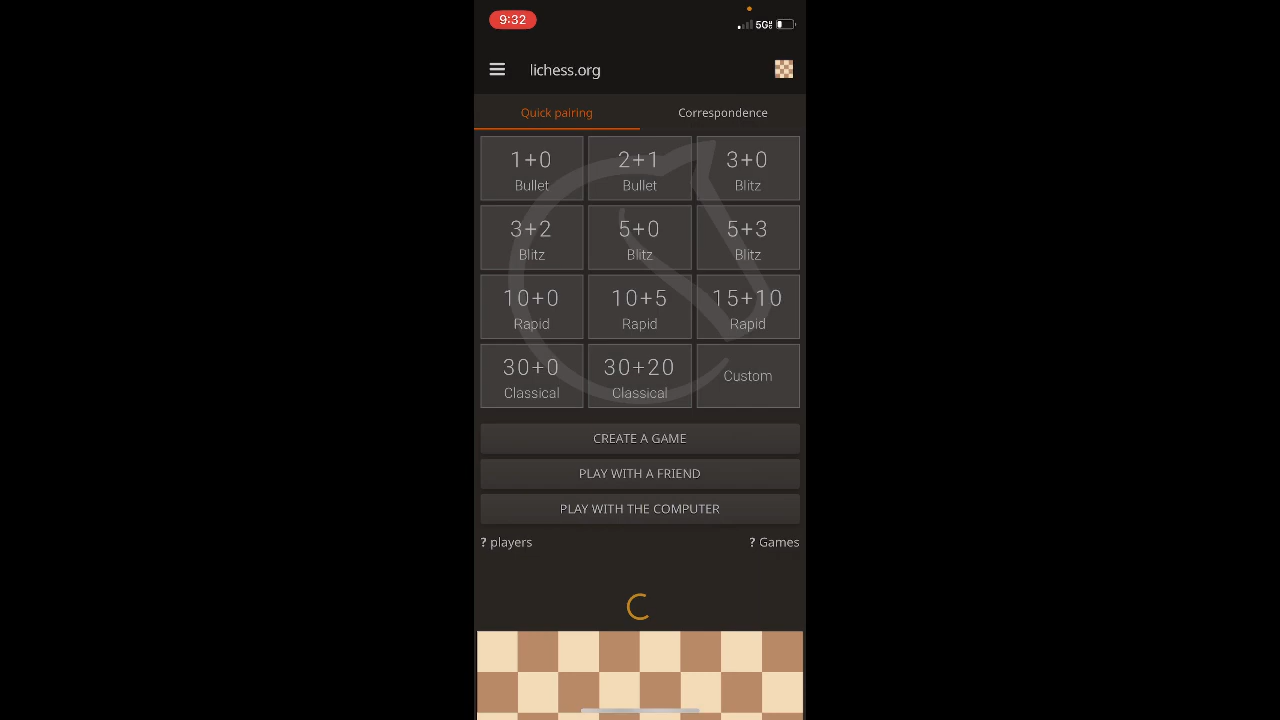 9:32
5G
lichess.org
Quick pairing
Correspondence
1+0
Bullet
2+1
Bullet
3+0
Blitz
3+2
Blitz
5+0
Blitz
5+3
Blitz
10+0
Rapid
10+5
Rapid
15+10
Rapid
30+0
Classical
30+20
Classical
Custom
CREATE A GAME
PLAY WITH A FRIEND
PLAY WITH THE COMPUTER
? players
? Games